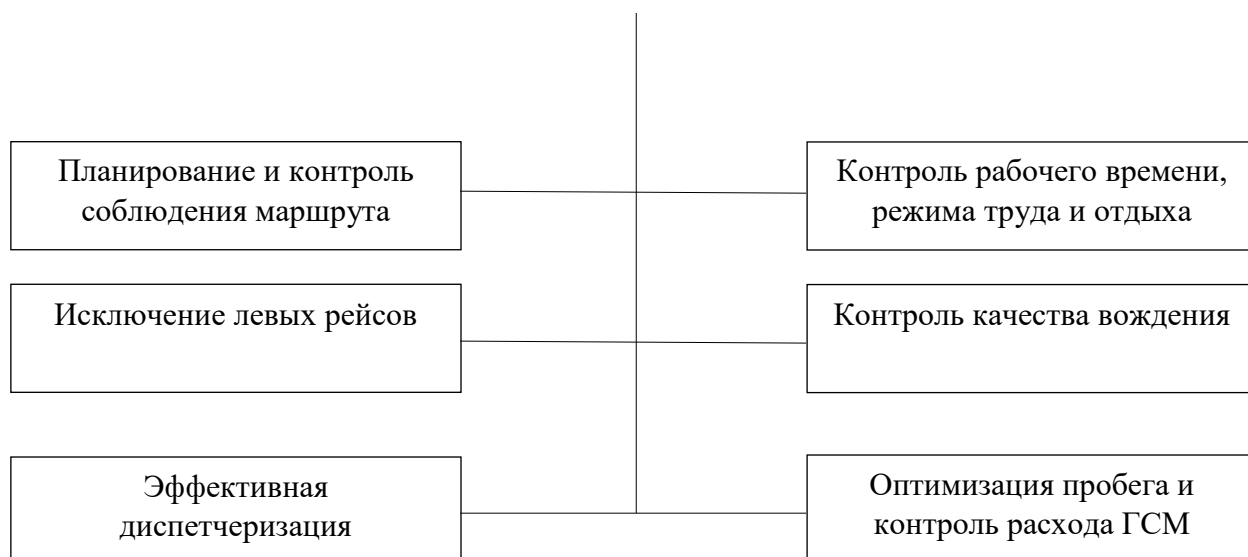 Планирование и контроль
соблюдения маршрута
Контроль рабочего времени,
режима труда и отдыха
Исключение левых рейсов
Контроль качества вождения
Эффективная
диспетчеризация
Оптимизация пробега и
контроль расхода ГСМ